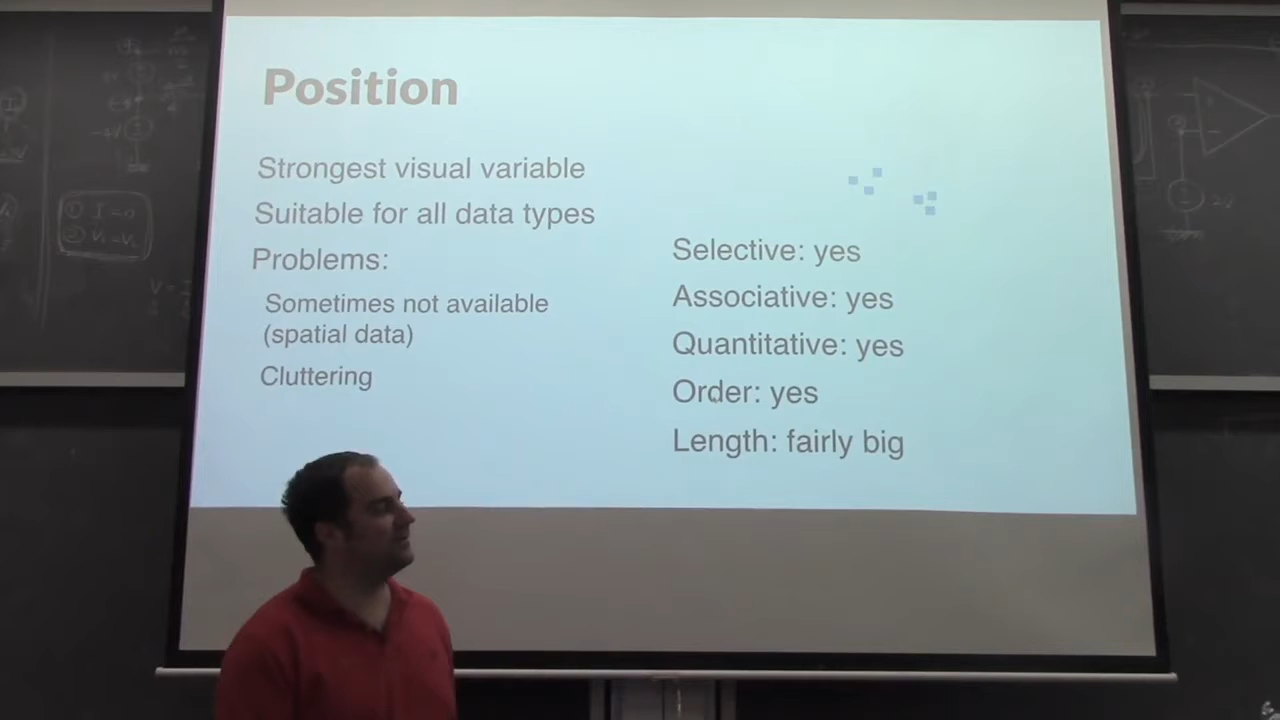 Position
Strongest visual variable
Suitable for all data types
Problems:
Sometimes not available
(spatial data)
Cluttering
Selective: yes
Associative: yes
Quantitative: yes
Order: yes
Length: fairly big